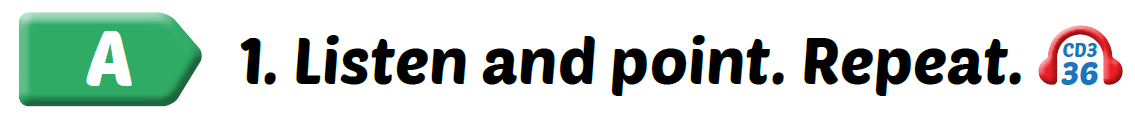 A 1. Listen and point. Repeat. CD3
36